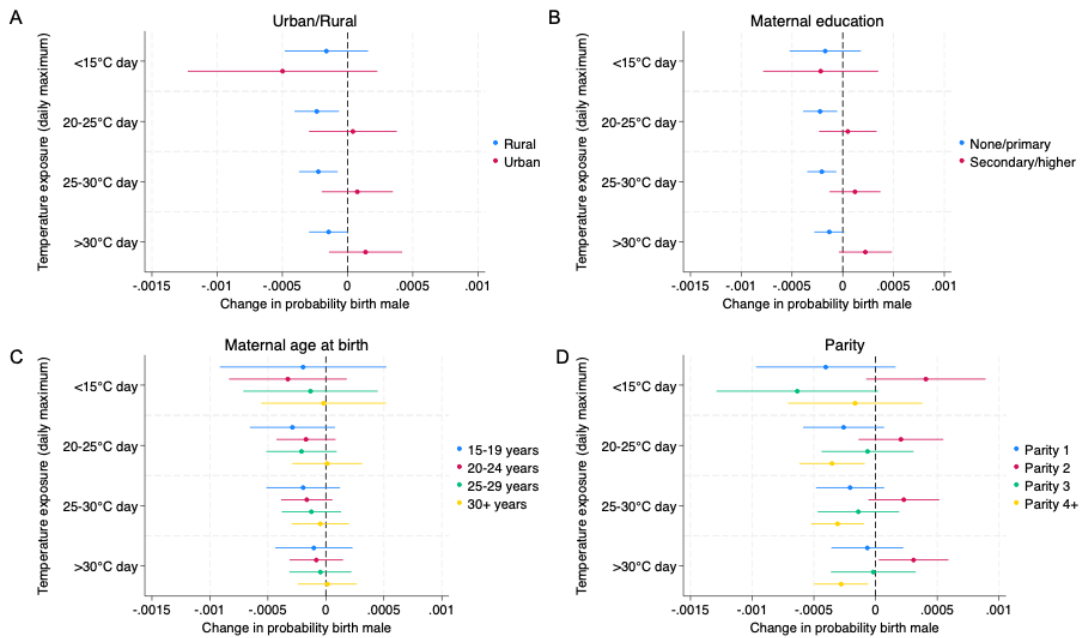 A
Urban/Rural
Temperature exposure (daily maximum)
<15°C day
20-25°C day
25-30°C day
>30°C day
Rural
Urban
-.0015 -.001 -.0005 0 .0005 .001
Change in probability birth male
B
Maternal education
Temperature exposure (daily maximum)
<15°C day
20-25°C day
25-30°C day
>30°C day
None/primary
Secondary/higher
-.0015 -.001 -.0005 0 .0005 .001
Change in probability birth male
C
Maternal age at birth
Temperature exposure (daily maximum)
<15°C day
20-25°C day
25-30°C day
>30°C day
15-19 years
20-24 years
25-29 years
30+ years
-.0015 -.001 -.0005 0 .0005 .001
Change in probability birth male
D
Parity
Temperature exposure (daily maximum)
<15°C day
20-25°C day
25-30°C day
>30°C day
Parity 1
Parity 2
Parity 3
Parity 4+
-.0015 -.001 -.0005 0 .0005 .001
Change in probability birth male